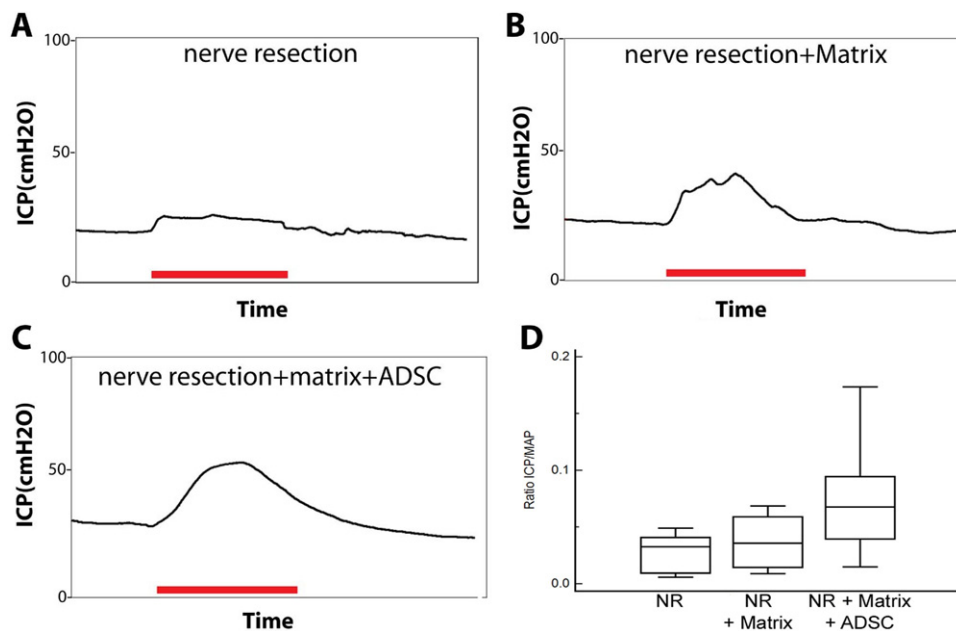 A
100
nerve resection
ICP(cmH2O)
50
0
Time
B
100
nerve resection+Matrix
ICP(cmH2O)
50
0
Time
C
100
nerve resection+matrix+ADSC
ICP(cmH2O)
50
0
Time
D
0.2
Ratio ICP/MAP
0.1
0.0
NR
NR
+ Matrix
NR + Matrix
+ ADSC